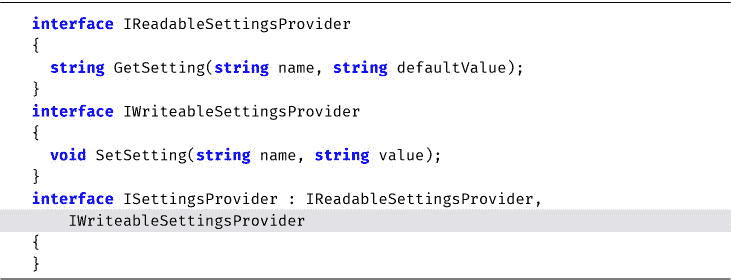 interface IReadableSettingsProvider
{
string GetSetting(string name, string defaultValue);
}
interface IWriteableSettingsProvider
{
void SetSetting(string name, string value);
}
interface ISettingsProvider : IReadableSettingsProvider,
IWriteableSettingsProvider
{
}